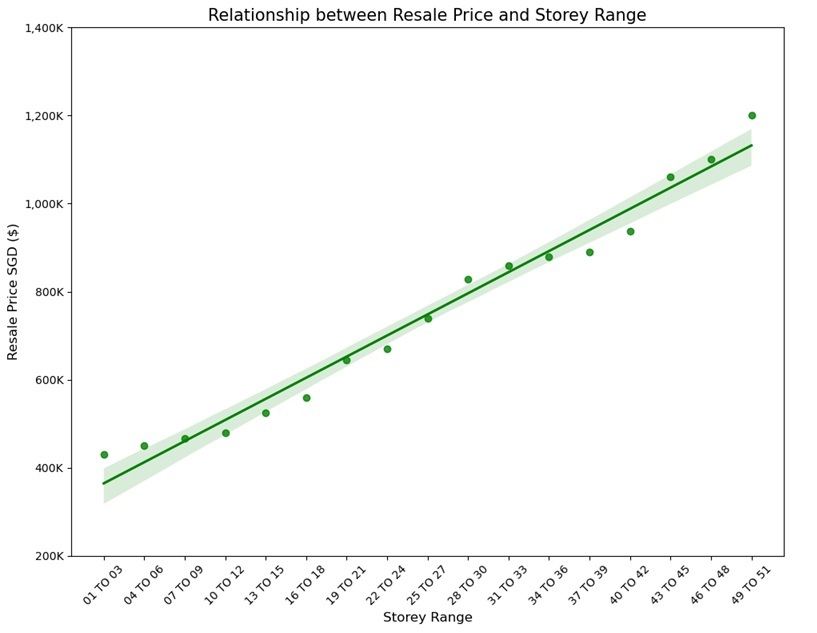 Relationship between Resale Price and Storey Range
1,400K
1,200K
1,000K
800K
600K
400K
200K
Resale Price SGD ($)
01 TO 03
04 TO 06
07 TO 09
10 TO 12
13 TO 15
16 TO 18
19 TO 21
22 TO 24
25 TO 27
28 TO 30
31 TO 33
34 TO 36
37 TO 39
40 TO 42
43 TO 45
46 TO 48
49 TO 51
Storey Range